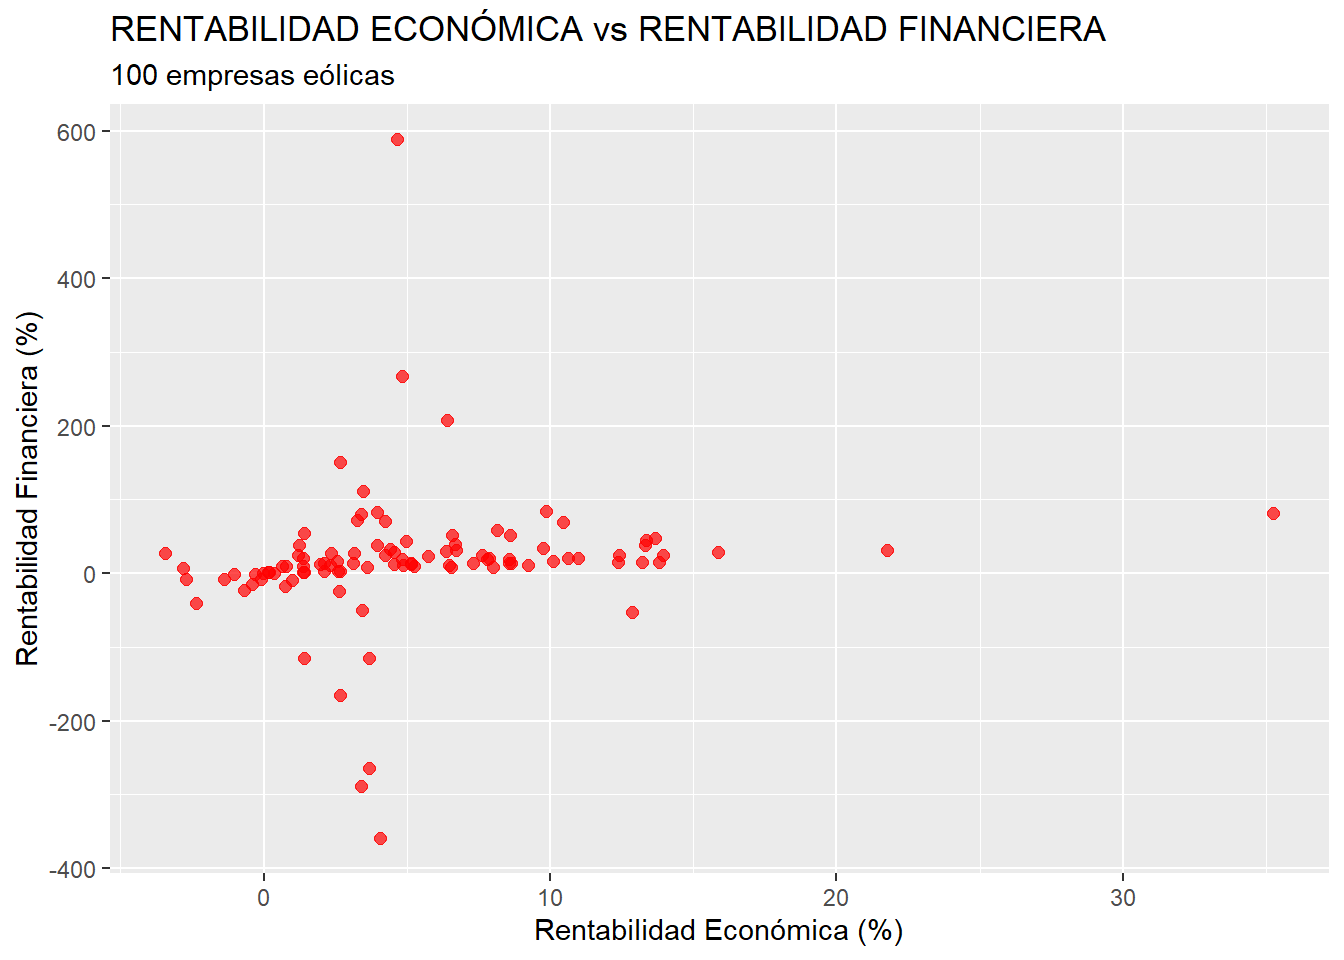 RENTABILIDAD ECONÓMICA vs RENTABILIDAD FINANCIERA
100 empresas eólicas
Rentabilidad Financiera (%)
600
400
200
0
-200
-400
0 10 20 30
Rentabilidad Económica (%)